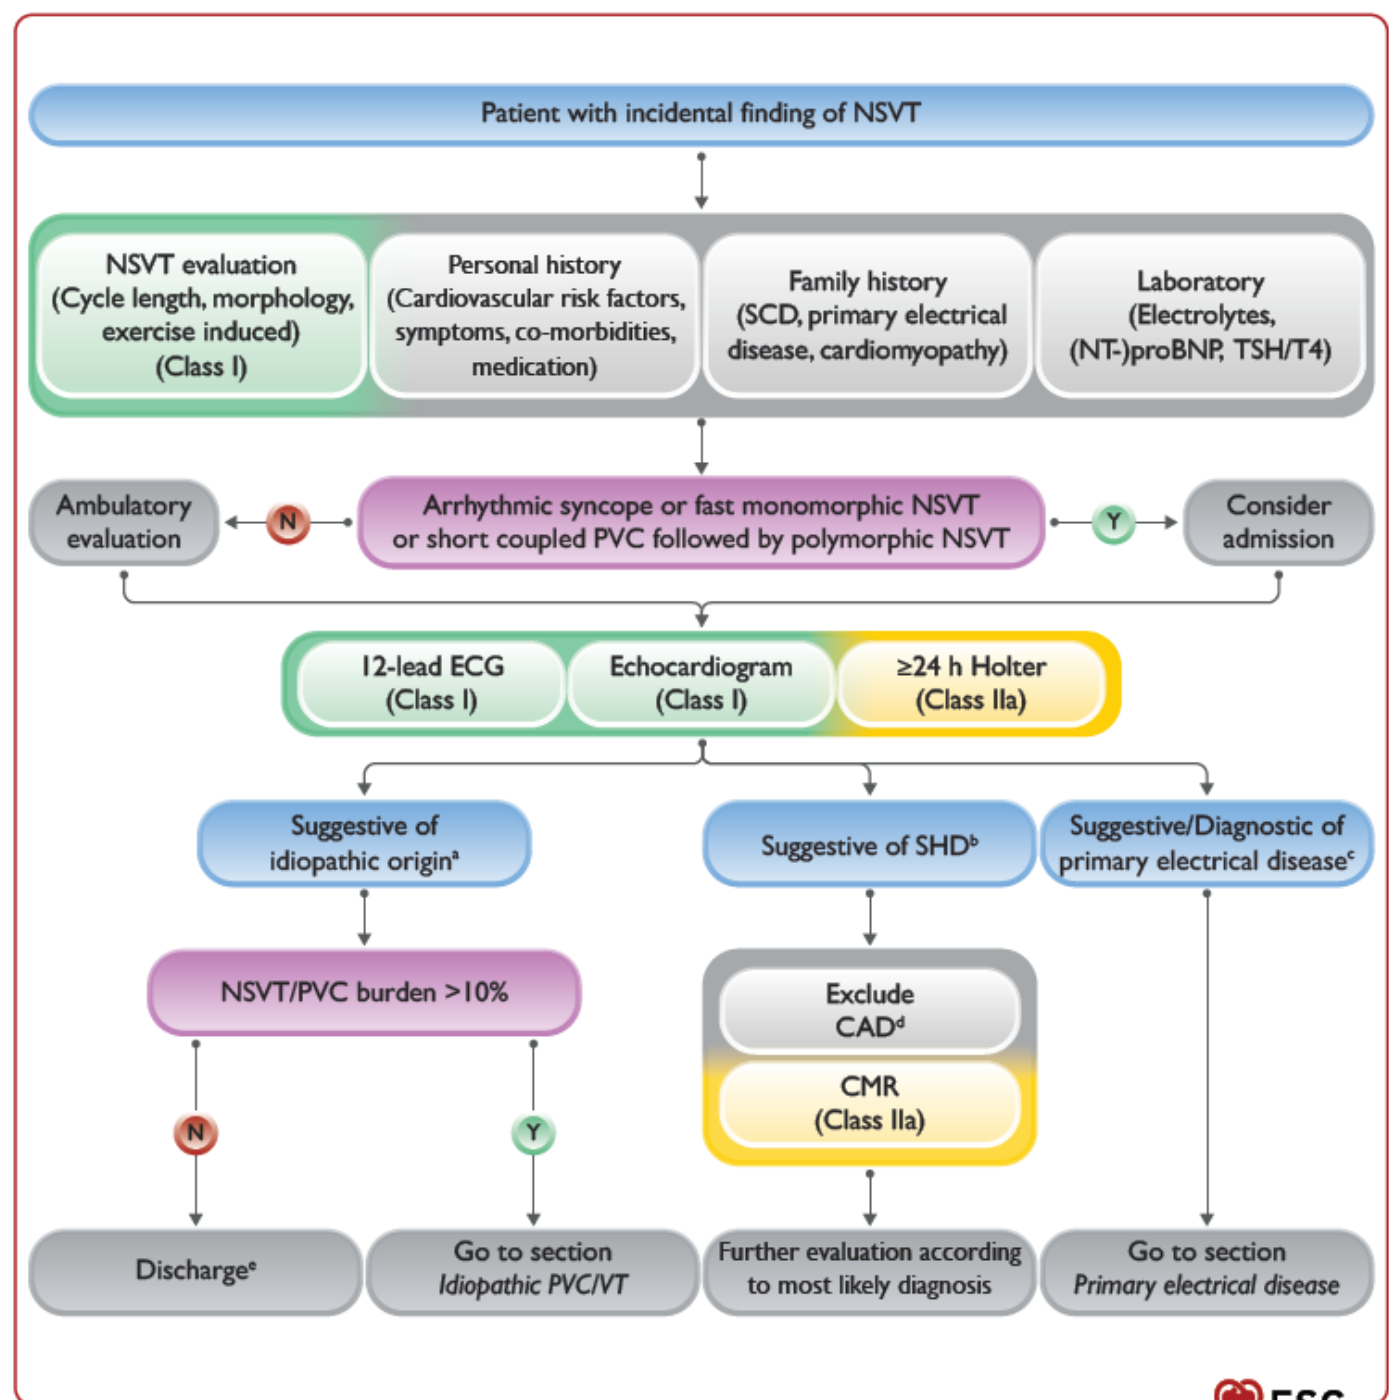 Patient with incidental finding of NSVT
NSVT evaluation
(Cycle length, morphology,
exercise induced)
(Class I)
Personal history
(Cardiovascular risk factors,
symptoms, co-morbidities,
medication)
Family history
(SCD, primary electrical
disease, cardiomyopathy)
Laboratory
(Electrolytes,
(NT-)proBNP, TSH/T4)
Ambulatory
evaluation
N
Arrhythmic syncope or fast monomorphic NSVT
or short coupled PVC followed by polymorphic NSVT
Y
Consider
admission
12-lead ECG
(Class I)
Echocardiogram
(Class I)
≥24 h Holter
(Class IIa)
Suggestive of
idiopathic originᵃ
Suggestive of SHDᵇ
Suggestive/Diagnostic of
primary electrical diseaseᶜ
NSVT/PVC burden >10%
Exclude
CADᵈ
CMR
(Class IIa)
N
Y
Dischargeᵉ
Go to section
Idiopathic PVC/VT
Further evaluation according
to most likely diagnosis
Go to section
Primary electrical disease
ESC